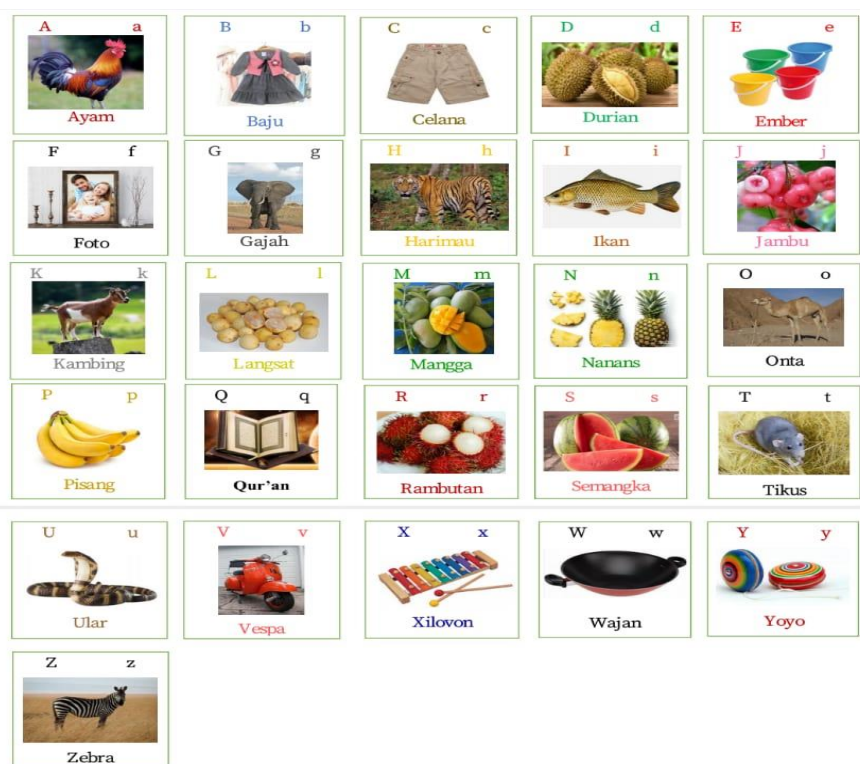 A a
Ayam
B b
Baju
C c
Celana
D d
Durian
E e
Ember
F f
Foto
G g
Gajah
H h
Harimau
I i
Ikan
J j
Jambu
K k
Kambing
L l
Langsat
M m
Mangga
N n
Nanans
O o
Onta
P p
Pisang
Q q
Qur'an
R r
Rambutan
S s
Semangka
T t
Tikus
U u
Ular
V v
Vespa
X x
Xilovon
W w
Wajan
Y y
Yoyo
Z z
Zebra